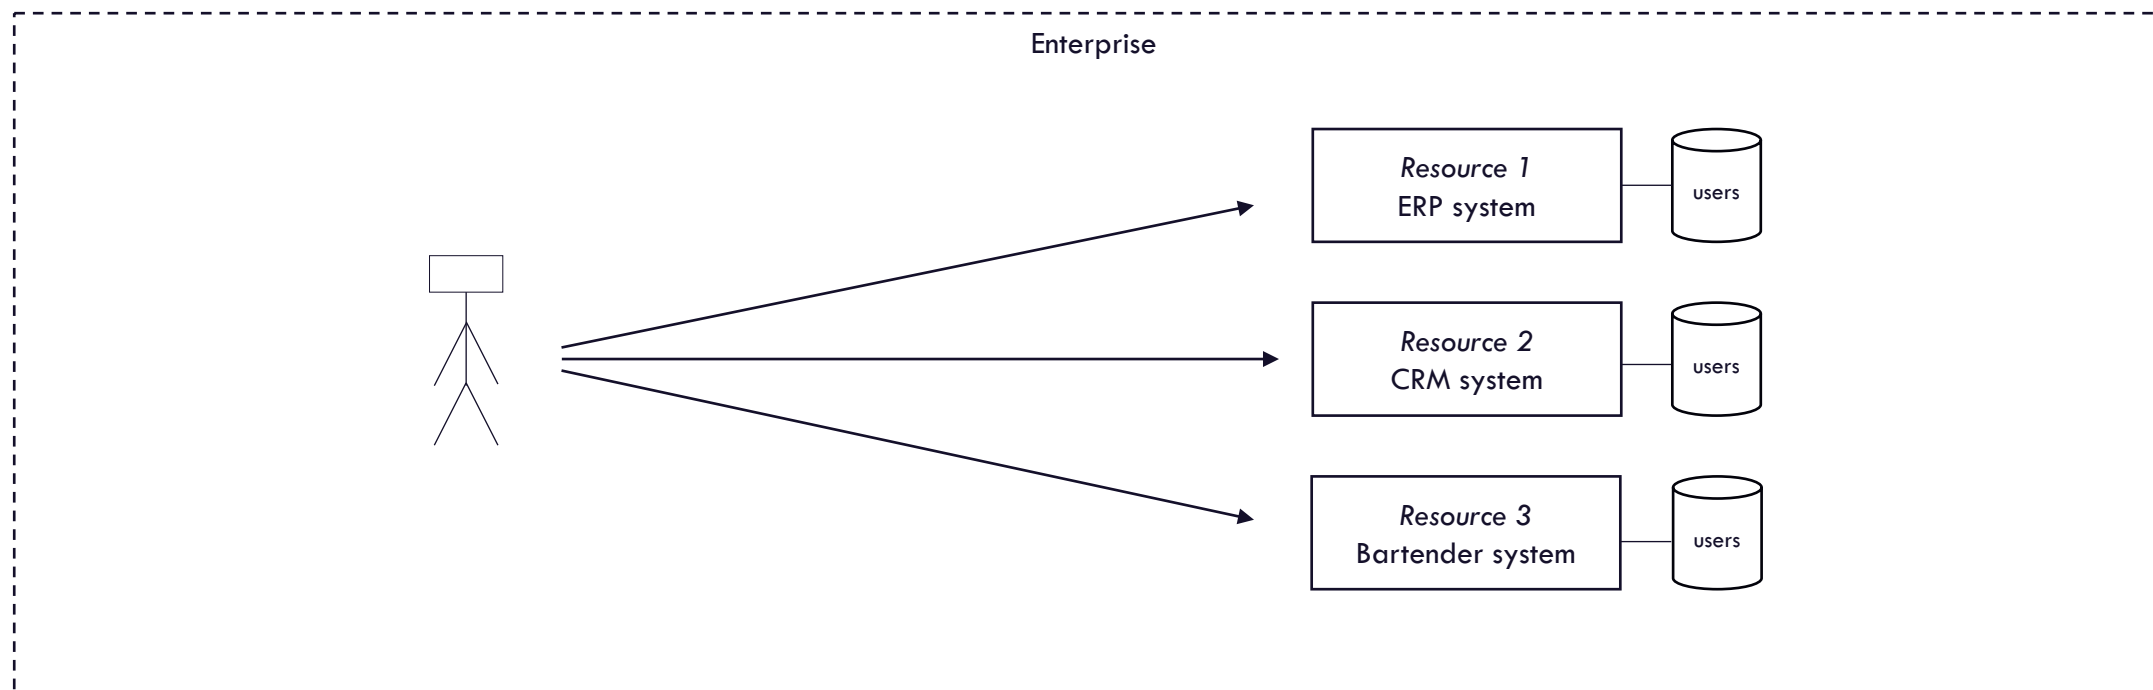 Enterprise
Resource 1
ERP system
users
Resource 2
CRM system
users
Resource 3
Bartender system
users